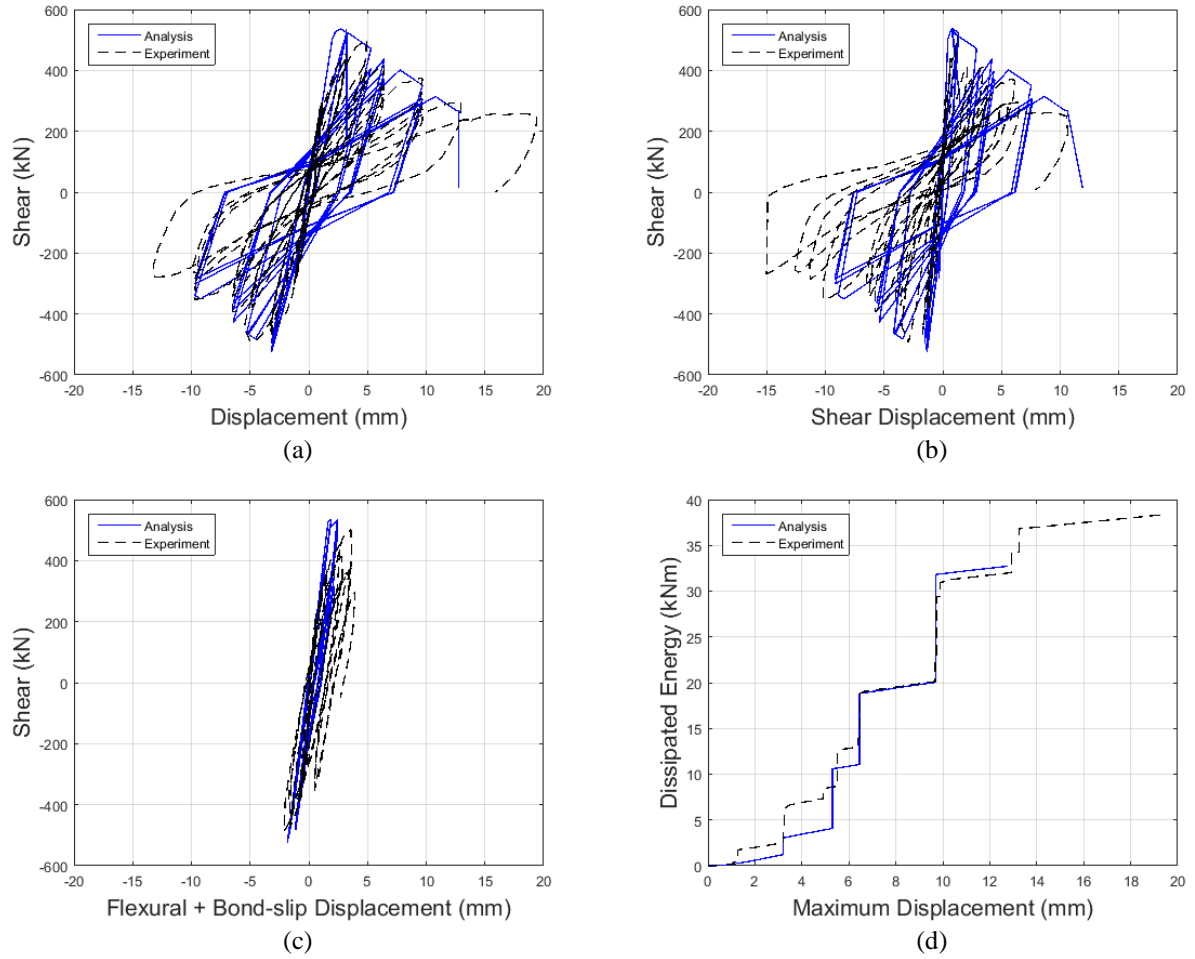 600
400
200
0
-200
-400
-600
Shear (kN)
Analysis
Experiment
-20 -15 -10 -5 0 5 10 15 20
Displacement (mm)
(a)
600
400
200
0
-200
-400
-600
Shear (kN)
Analysis
Experiment
-20 -15 -10 -5 0 5 10 15 20
Shear Displacement (mm)
(b)
600
400
200
0
-200
-400
-600
Shear (kN)
Analysis
Experiment
-20 -15 -10 -5 0 5 10 15 20
Flexural + Bond-slip Displacement (mm)
(c)
40
35
30
25
20
15
10
5
0
Dissipated Energy (kNm)
Analysis
Experiment
0 2 4 6 8 10 12 14 16 18 20
Maximum Displacement (mm)
(d)